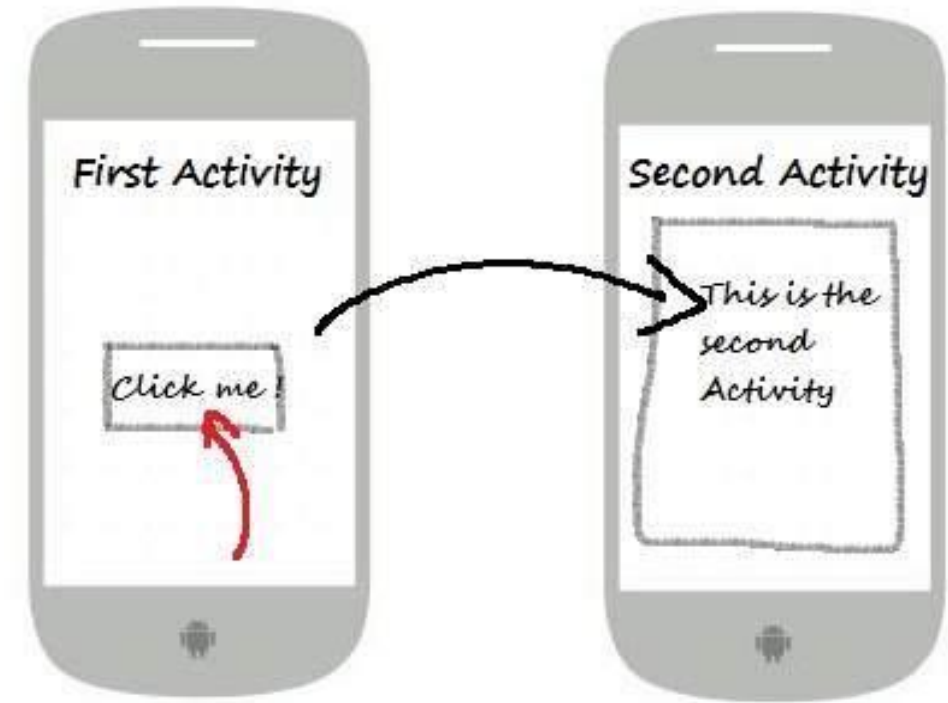 First Activity
Click me
Second Activity
This is the
second
Activity